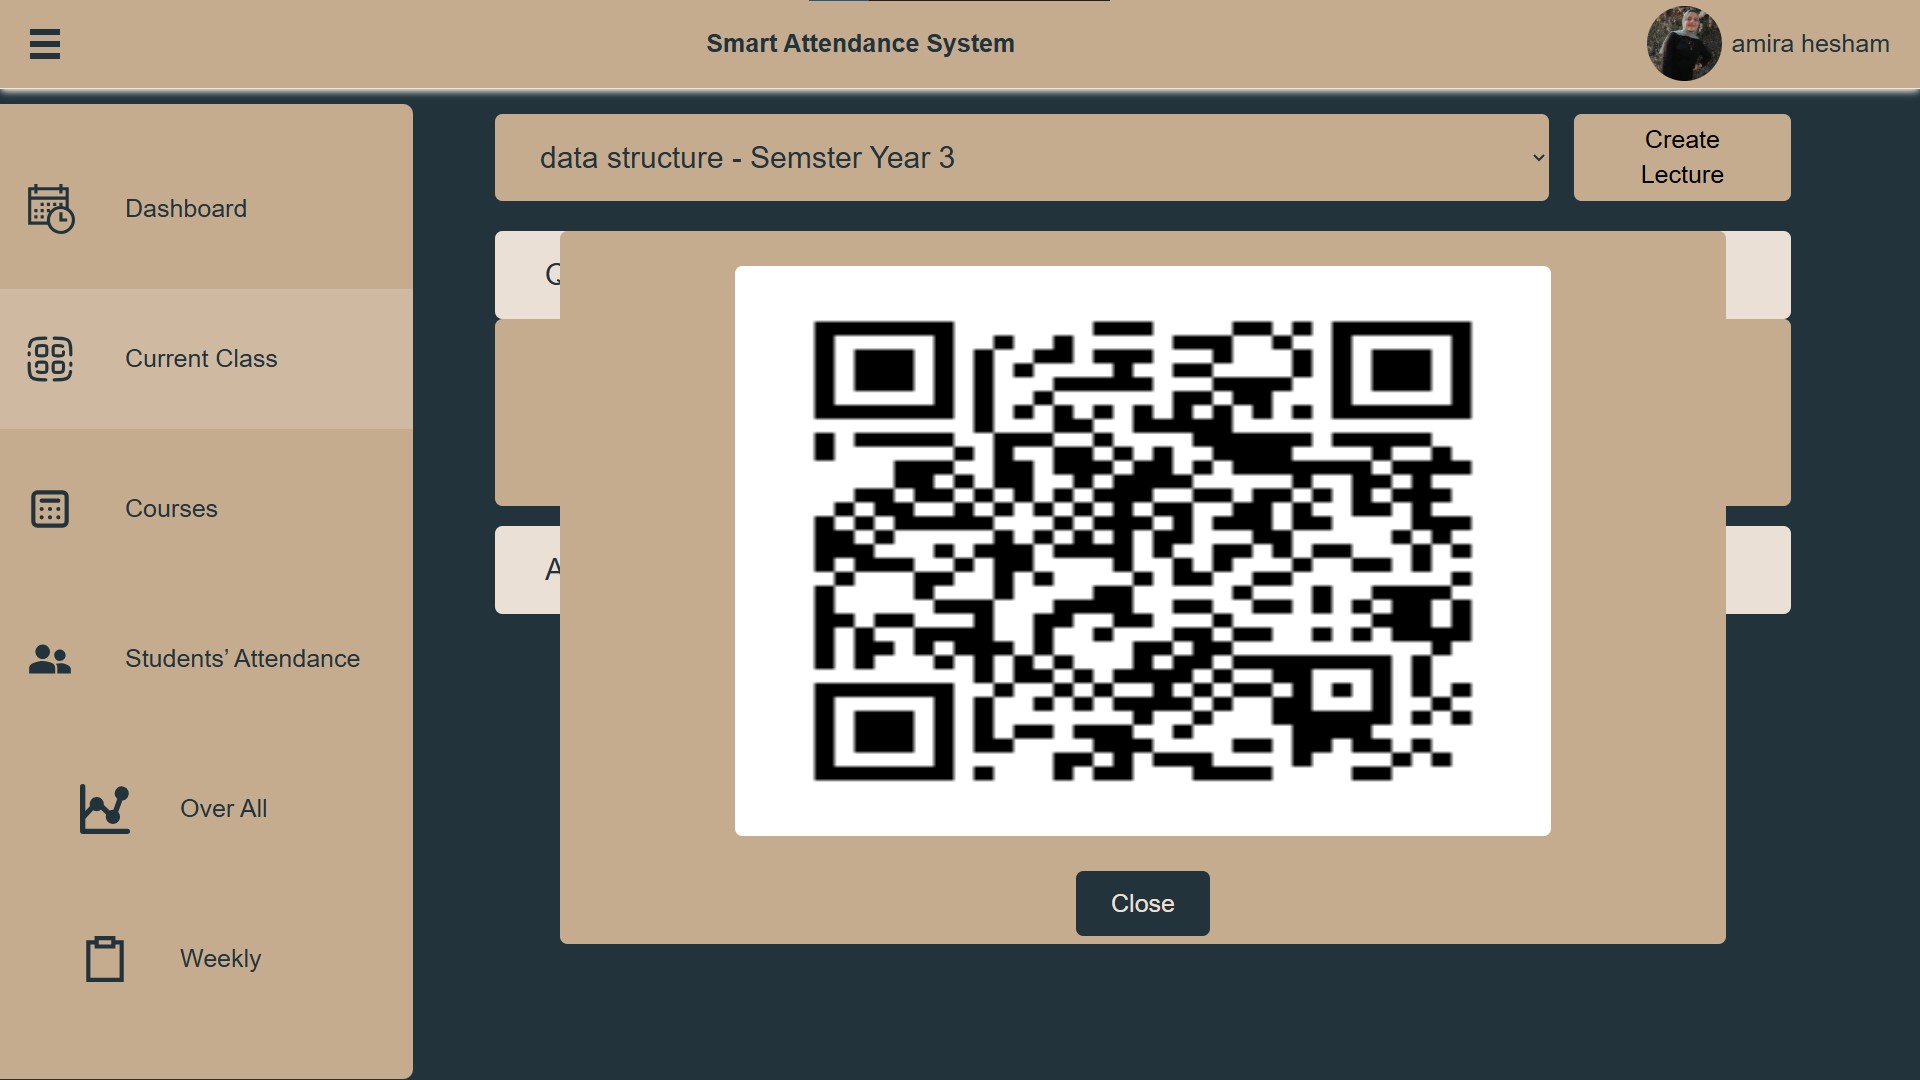 Smart Attendance System
amira hesham
Dashboard
Current Class
Courses
Students’ Attendance
Over All
Weekly
data structure - Semster Year 3
Create
Lecture
Close